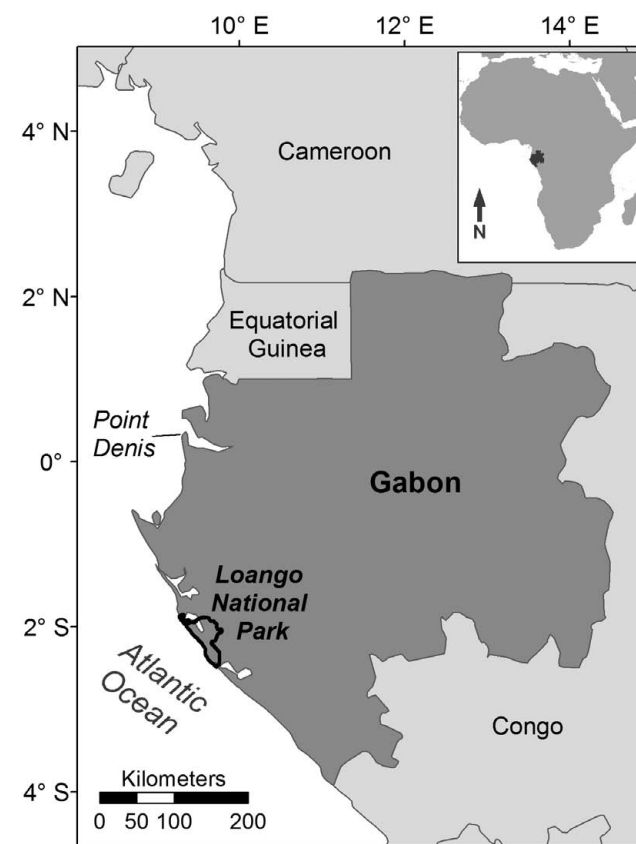 10° E 12° E 14° E
4° N
Cameroon
N
2° N
Equatorial
Guinea
Point
Denis
0°
Gabon
Loango
National
Park
2° S
Atlantic
Ocean
Congo
Kilometers
4° S
0 50 100 200